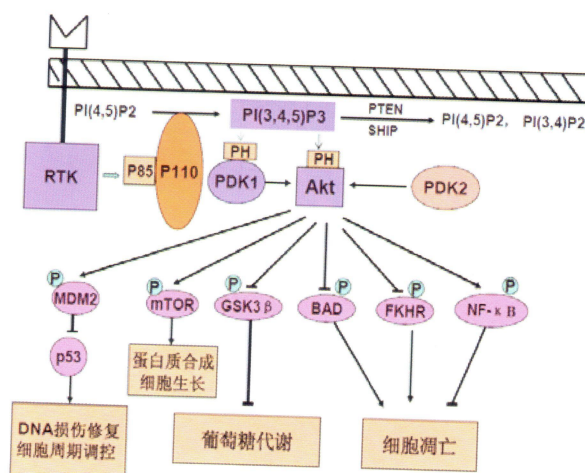 PI(4,5)P2
PI(3,4,5)P3
PTEN
SHIP
PI(4,5)P2, PI(3,4)P2
RTK
P85
P110
PH
PDK1
PH
Akt
PDK2
P
MDM2
P
mTOR
P
GSK3β
P
BAD
P
FKHR
P
NF-κB
p53
蛋白质合成
细胞生长
DNA损伤修复
细胞周期调控
葡萄糖代谢
细胞凋亡